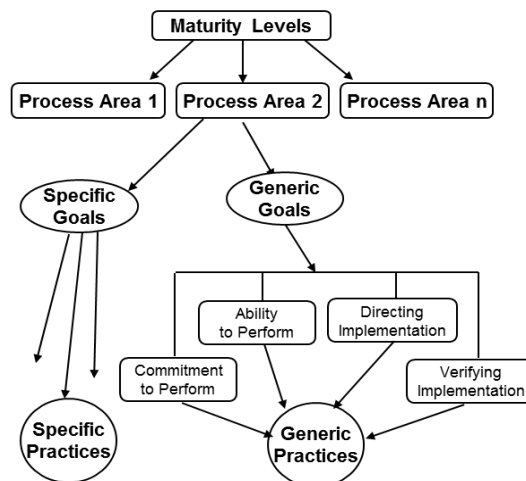 Maturity Levels
Process Area 1
Process Area 2
Process Area n
Specific
Goals
Generic
Goals
Ability
to Perform
Directing
Implementation
Commitment
to Perform
Verifying
Implementation
Specific
Practices
Generic
Practices